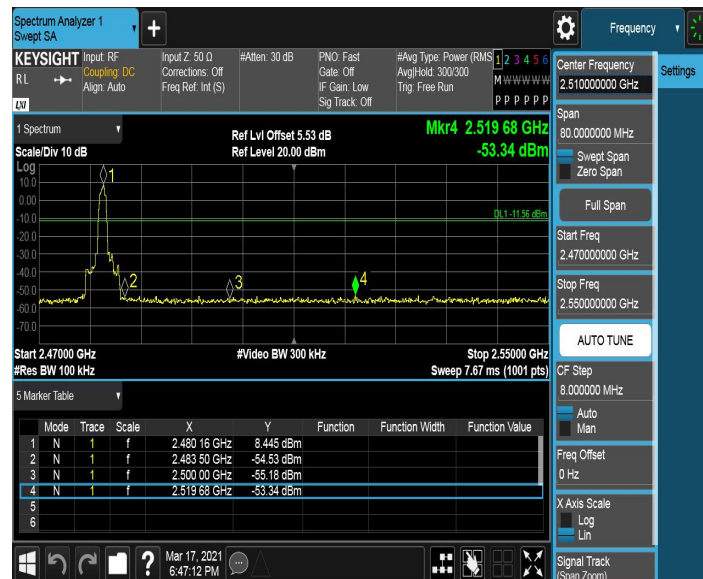 Spectrum Analyzer 1
Swept SA
+
Frequency
KEYSIGHT
Input: RF
Input Z: 50 Ω
#Atten: 30 dB
PNO: Fast
#Avg Type: Power (RMS
1 2 3 4 5 6
R L
Coupling: DC
Corrections: Off
Gate: Off
Avg|Hold: 300/300
M W W W W W
Align: Auto
Freq Ref: Int (S)
IF Gain: Low
Trig: Free Run
Sig Track: Off
P P P P P P
LXI
1 Spectrum
Ref Lvl Offset 5.53 dB
Mkr4 2.519 68 GHz
Scale/Div 10 dB
Ref Level 20.00 dBm
-53.34 dBm
Log
10.0
0.00
-10.0
-20.0
-30.0
-40.0
-50.0
-60.0
-70.0
1
2
3
4
DL1 -11.56 dBm
Start 2.47000 GHz
#Video BW 300 kHz
Stop 2.55000 GHz
#Res BW 100 kHz
Sweep 7.67 ms (1001 pts)
5 Marker Table
Mode Trace Scale X Y Function Function Width Function Value
1 N 1 f 2.480 16 GHz 8.445 dBm
2 N 1 f 2.483 50 GHz -54.53 dBm
3 N 1 f 2.500 00 GHz -55.18 dBm
4 N 1 f 2.519 68 GHz -53.34 dBm
5
6
?
Mar 17, 2021
6:47:12 PM
Settings
Center Frequency
2.510000000 GHz
Span
80.0000000 MHz
Swept Span
Zero Span
Full Span
Start Freq
2.470000000 GHz
Stop Freq
2.550000000 GHz
AUTO TUNE
CF Step
8.000000 MHz
Auto
Man
Freq Offset
0 Hz
X Axis Scale
Log
Lin
Signal Track
(Span Zoom)